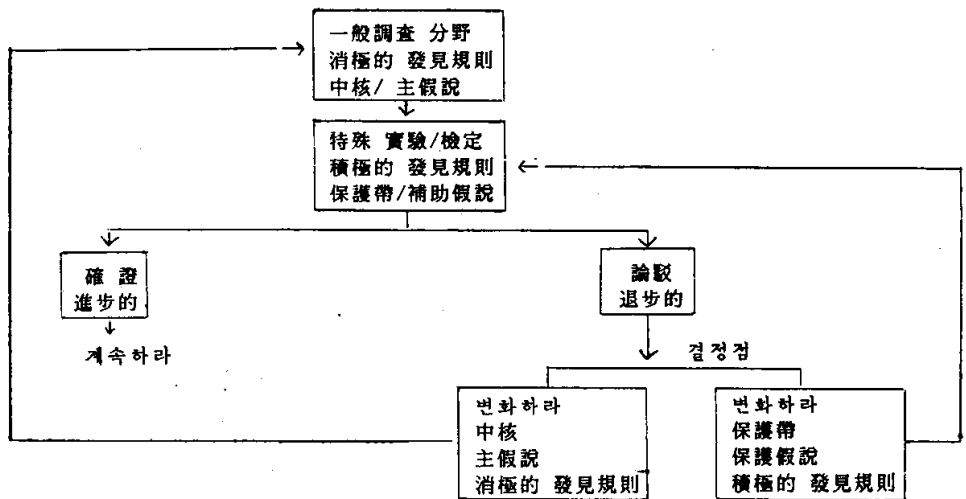 一般調査 分野
消極的 發見規則
中核/ 主假說
特殊 實驗/檢定
積極的 發見規則
保護帶/補助假說
確 證
進步的
계속하라
論駁
退步的
결정점
변화하라
中核
主假說
消極的 發見規則
변화하라
保護帶
保護假說
積極的 發見規則